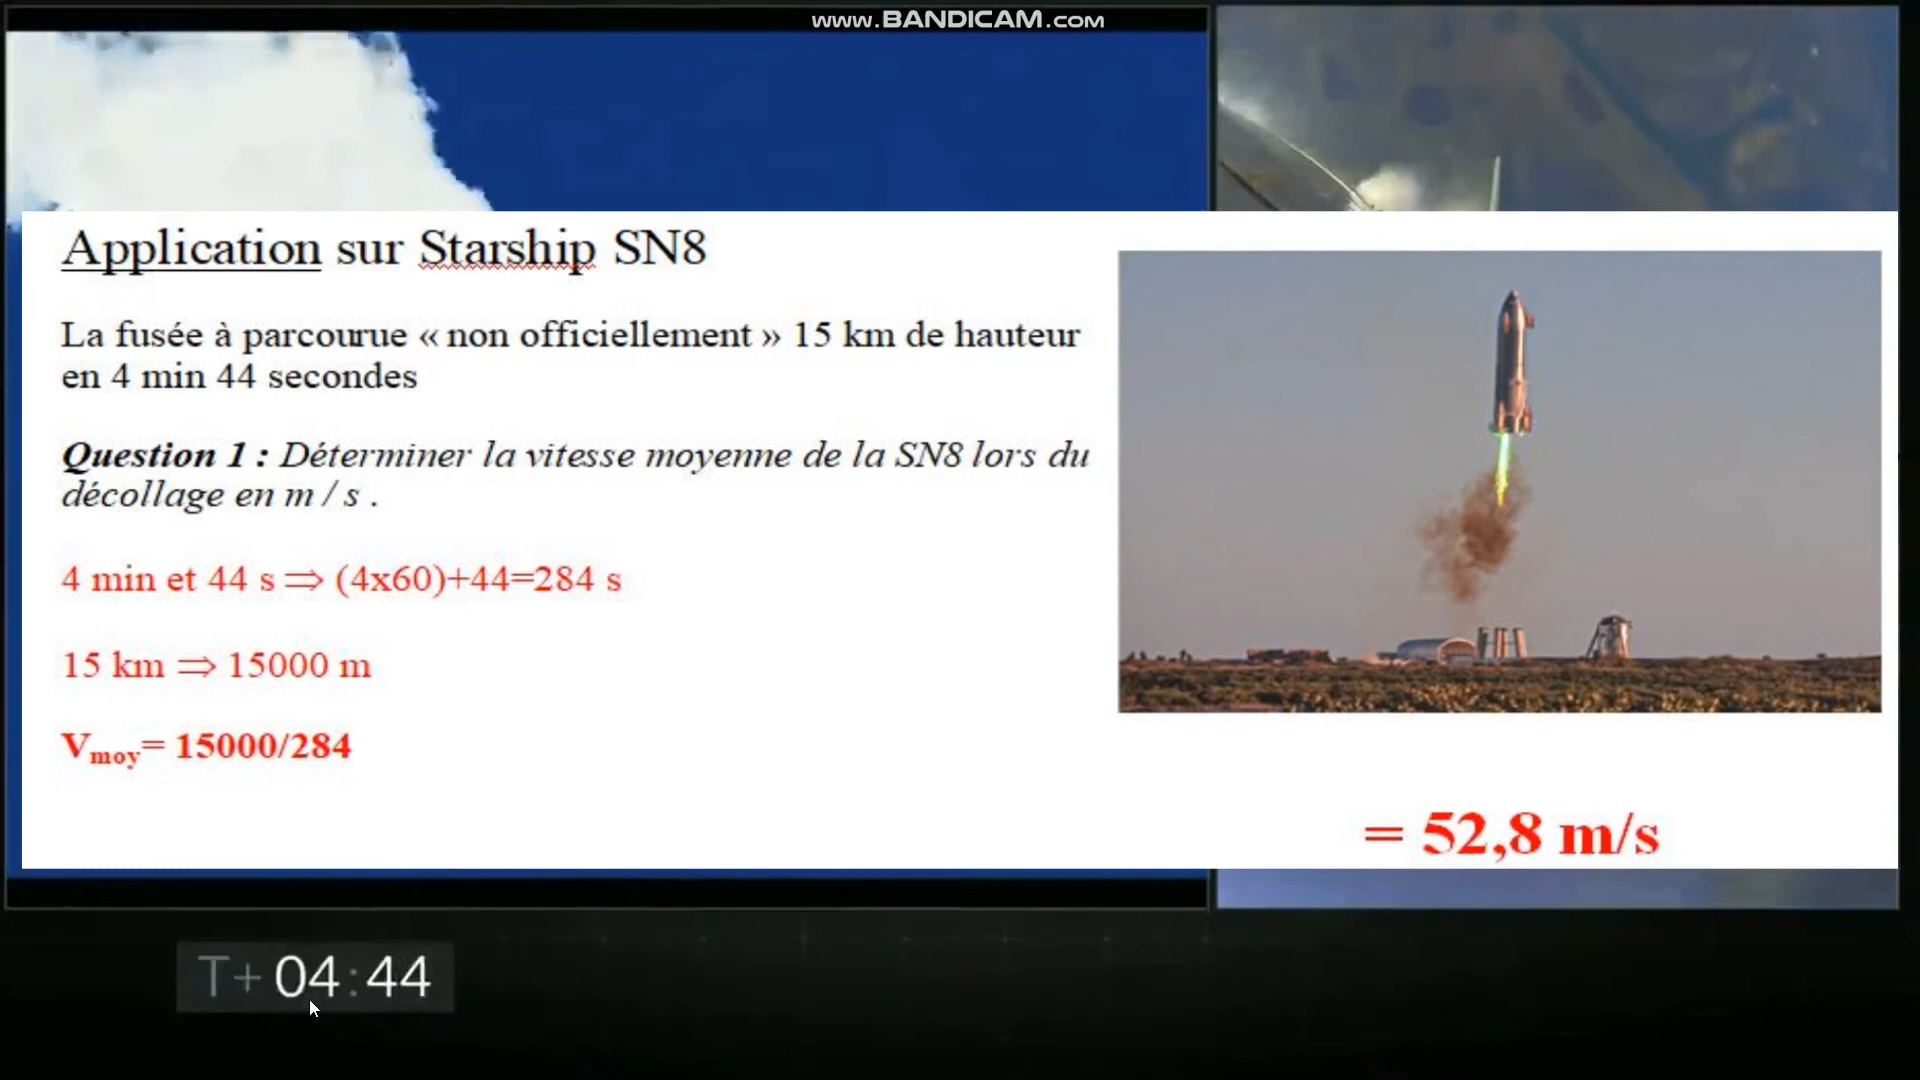 www.BANDICAM.com
Application sur Starship SN8
La fusée à parcourue « non officiellement » 15 km de hauteur
en 4 min 44 secondes
Question 1 : Déterminer la vitesse moyenne de la SN8 lors du
décollage en m / s .
4 min et 44 s ⇒ (4x60)+44=284 s
15 km ⇒ 15000 m
Vmoy= 15000/284
= 52,8 m/s
T+ 04:44